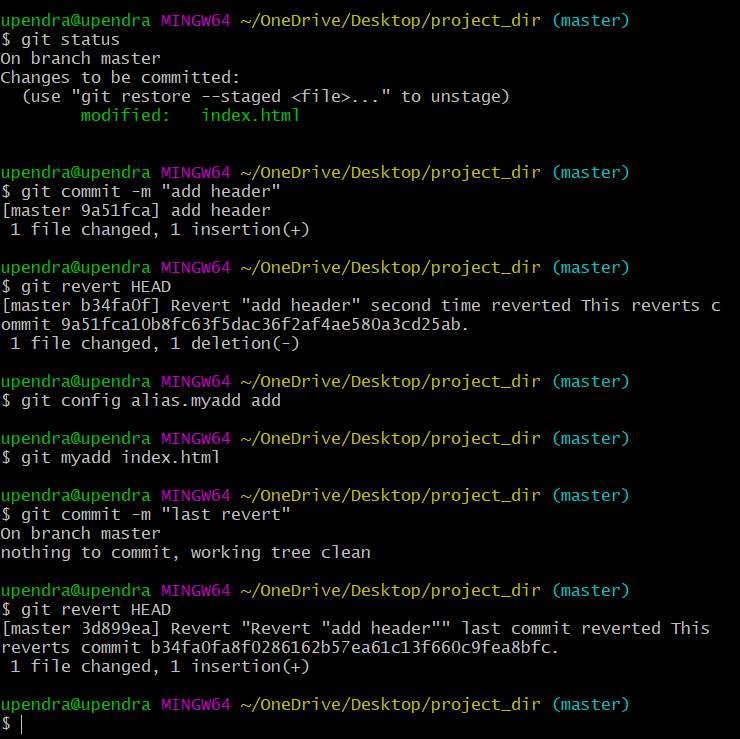 upendra@upendra MINGW64 ~/OneDrive/Desktop/project_dir (master)
$ git status
On branch master
Changes to be committed:
  (use "git restore --staged <file>..." to unstage)
        modified:   index.html

upendra@upendra MINGW64 ~/OneDrive/Desktop/project_dir (master)
$ git commit -m "add header"
[master 9a51fca] add header
 1 file changed, 1 insertion(+)

upendra@upendra MINGW64 ~/OneDrive/Desktop/project_dir (master)
$ git revert HEAD
[master b34fa0f] Revert "add header" second time reverted This reverts c
ommit 9a51fca10b8fc63f5dac36f2af4ae580a3cd25ab.
 1 file changed, 1 deletion(-)

upendra@upendra MINGW64 ~/OneDrive/Desktop/project_dir (master)
$ git config alias.myadd add

upendra@upendra MINGW64 ~/OneDrive/Desktop/project_dir (master)
$ git myadd index.html

upendra@upendra MINGW64 ~/OneDrive/Desktop/project_dir (master)
$ git commit -m "last revert"
On branch master
nothing to commit, working tree clean

upendra@upendra MINGW64 ~/OneDrive/Desktop/project_dir (master)
$ git revert HEAD
[master 3d899ea] Revert "Revert "add header"" last commit reverted This
reverts commit b34fa0fa8f0286162b57ea61c13f660c9fea8bfc.
 1 file changed, 1 insertion(+)

upendra@upendra MINGW64 ~/OneDrive/Desktop/project_dir (master)
$